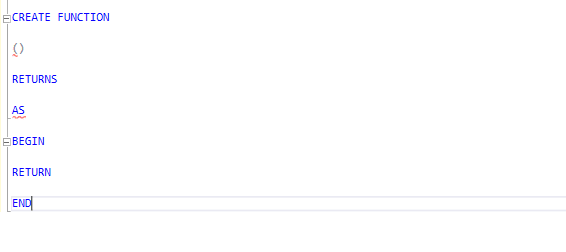 CREATE FUNCTION
()
RETURNS
AS
BEGIN
RETURN
END